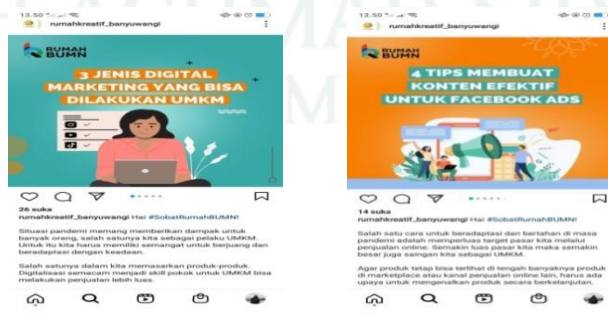 13.50
rumahkreatif_banyuwangi
RUMAH
BUMN
3 JENIS DIGITAL
MARKETING YANG BISA
DILAKUKAN UMKM
26 suka
rumahkreatif_banyuwangi Hai #SobatRumahBUMN!
Situasi pandemi memang memberikan dampak untuk
banyak orang, salah satunya kita sebagai pelaku UMKM.
Untuk itu kita harus memiliki semangat untuk berjuang dan
beradaptasi dengan keadaan.
Salah satunya dalam kita memasarkan produk-produk.
Digitalisasi semacam menjadi skill pokok untuk UMKM bisa
melakukan penjualan lebih luas.
13.50
rumahkreatif_banyuwangi
RUMAH
BUMN
4 TIPS MEMBUAT
KONTEN EFEKTIF
UNTUK FACEBOOK ADS
14 suka
rumahkreatif_banyuwangi Hai #SobatRumahBUMN!
Salah satu cara untuk beradaptasi dan bertahan di masa
pandemi adalah memperluas target pasar kita melalui
penjualan online. Semakin luas pasar kita maka semakin
besar juga saingan kita sebagai UMKM.
Agar produk tetap bisa terlihat di tengah banyaknya produk
di marketplace atau kanal penjualan online lain, harus ada
upaya untuk mengenalkan produk secara berkelanjutan.